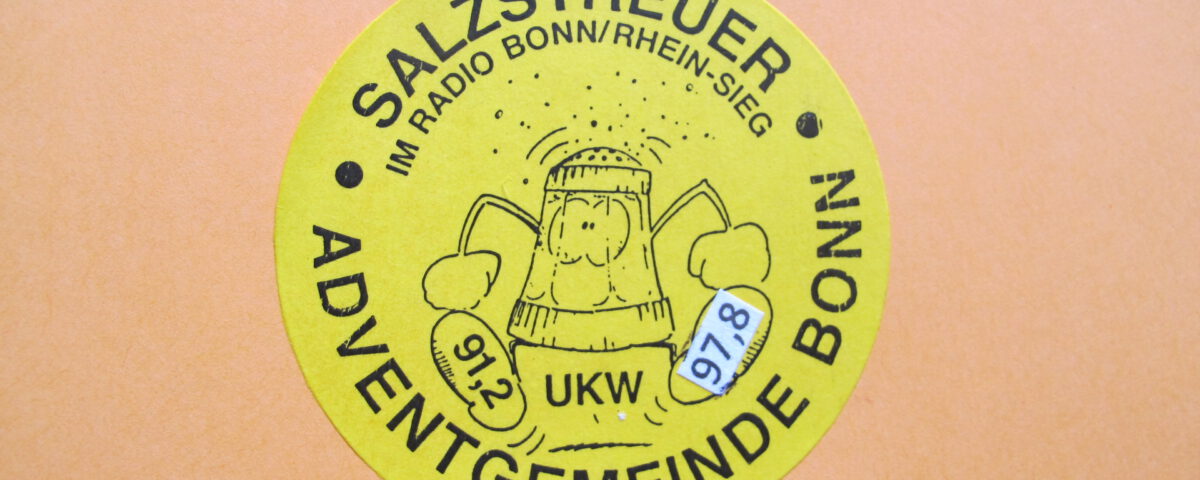 SALZSTREUER
IM RADIO BONN/RHEIN-SIEG
91,2
UKW
97,8
ADVENTGEMEINDE BONN